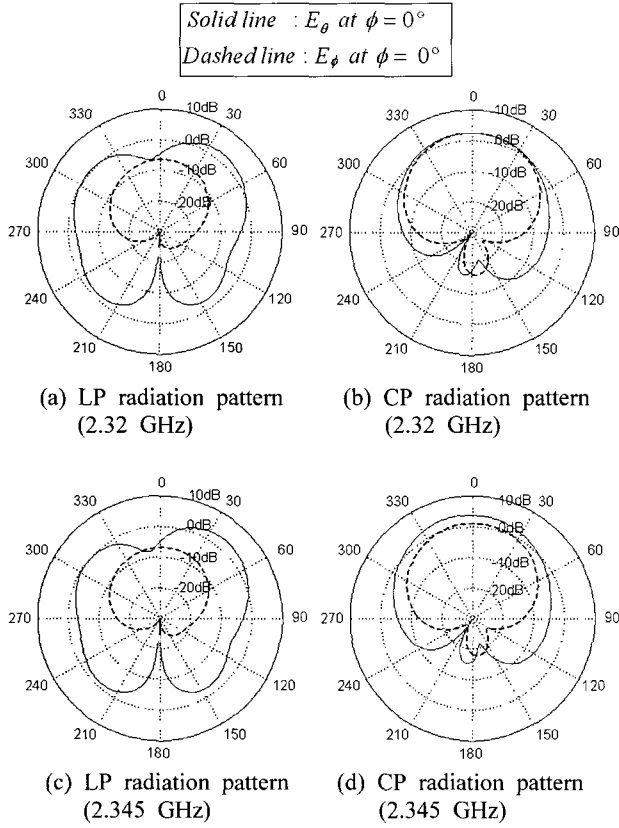 Solid line : E_θ at ϕ = 0°
Dashed line : E_ϕ at ϕ = 0°
0
10dB
330
30
0dB
300
60
-10dB
-20dB
270
90
240
120
210
150
180
0
10dB
330
30
0dB
300
60
-10dB
-20dB
270
90
240
120
210
150
180
(a) LP radiation pattern
(2.32 GHz)
(b) CP radiation pattern
(2.32 GHz)
0
10dB
330
30
0dB
300
60
-10dB
-20dB
270
90
240
120
210
150
180
0
10dB
330
30
0dB
300
60
-10dB
-20dB
270
90
240
120
210
150
180
(c) LP radiation pattern
(2.345 GHz)
(d) CP radiation pattern
(2.345 GHz)